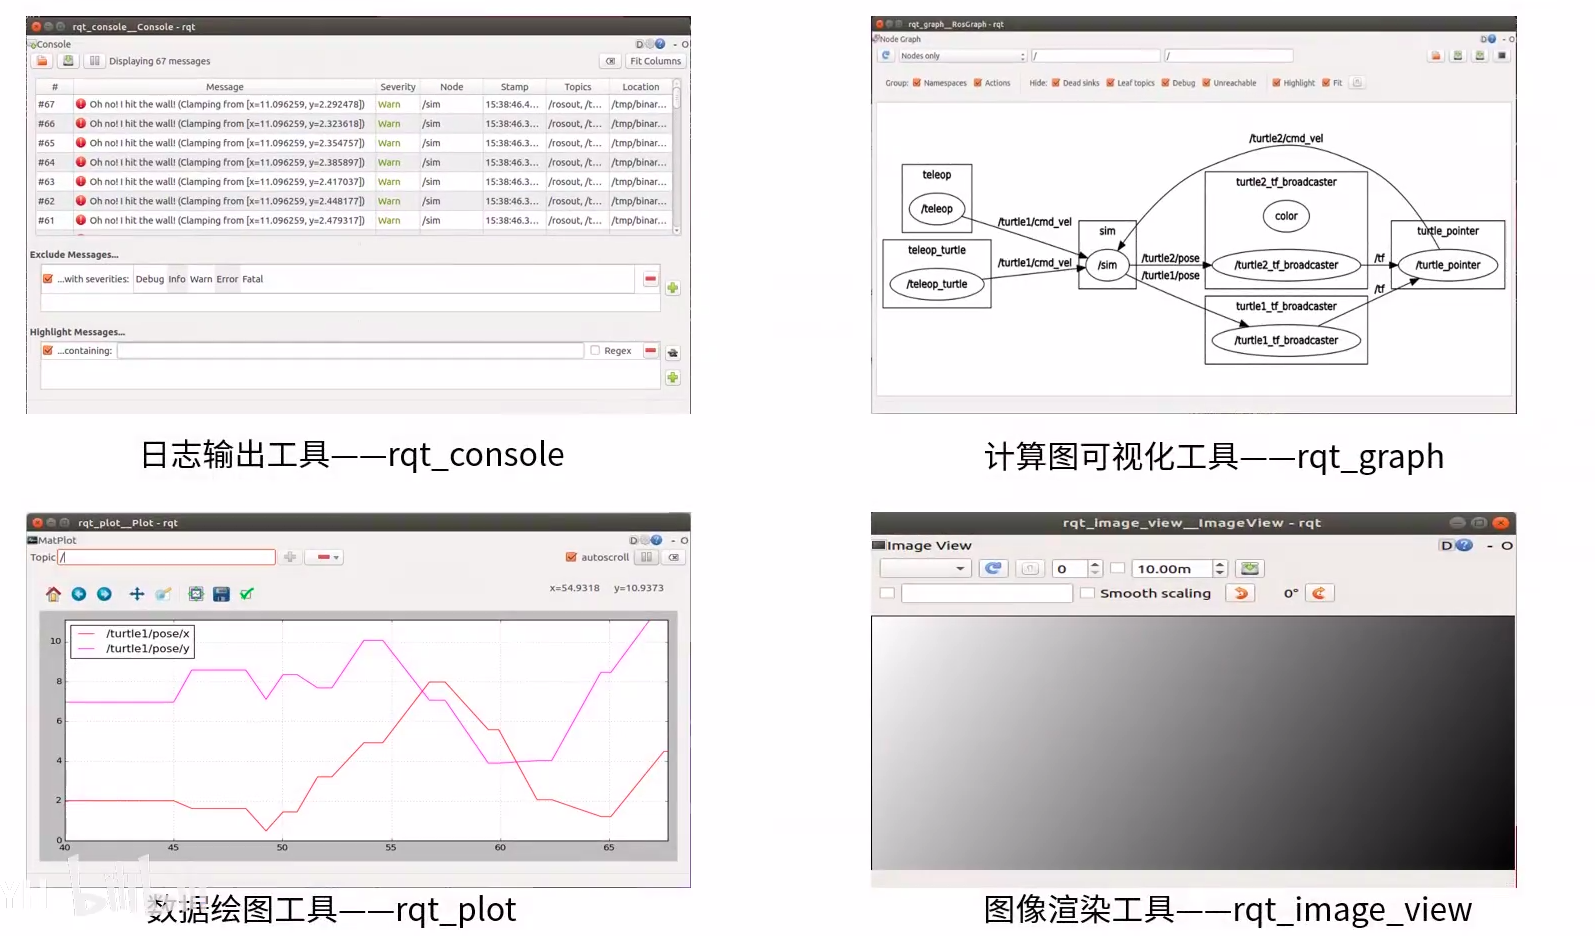 rqt_console__Console - rqt
Console
D
- O
Displaying 67 messages
Fit Columns
# Message Severity Node Stamp Topics Location
#67 Oh no! I hit the wall! (Clamping from [x=11.096259, y=2.292478]) Warn /sim 15:38:46.4... /rosout, /t... /tmp/binar...
#66 Oh no! I hit the wall! (Clamping from [x=11.096259, y=2.323618]) Warn /sim 15:38:46.3... /rosout, /t... /tmp/binar...
#65 Oh no! I hit the wall! (Clamping from [x=11.096259, y=2.354757]) Warn /sim 15:38:46.3... /rosout, /t... /tmp/binar...
#64 Oh no! I hit the wall! (Clamping from [x=11.096259, y=2.385897]) Warn /sim 15:38:46.3... /rosout, /t... /tmp/binar...
#63 Oh no! I hit the wall! (Clamping from [x=11.096259, y=2.417037]) Warn /sim 15:38:46.3... /rosout, /t... /tmp/binar...
#62 Oh no! I hit the wall! (Clamping from [x=11.096259, y=2.448177]) Warn /sim 15:38:46.3... /rosout, /t... /tmp/binar...
#61 Oh no! I hit the wall! (Clamping from [x=11.096259, y=2.479317]) Warn /sim 15:38:46.3... /rosout, /t... /tmp/binar...
Exclude Messages...
...with severities: Debug Info Warn Error Fatal
Highlight Messages...
...containing:
Regex
日志输出工具——rqt_console
rqt_graph__RosGraph - rqt
Node Graph
D
- O
Nodes only
/
/
Group: Namespaces Actions Hide: Dead sinks Leaf topics Debug Unreachable Highlight Fit
/turtle2/cmd_vel
teleop
/teleop
/turtle1/cmd_vel
teleop_turtle
/teleop_turtle
/turtle1/cmd_vel
sim
/sim
/turtle2/pose
/turtle1/pose
turtle2_tf_broadcaster
color
/turtle2_tf_broadcaster
/tf
turtle_pointer
/turtle_pointer
/tf
turtle1_tf_broadcaster
/turtle1_tf_broadcaster
计算图可视化工具——rqt_graph
rqt_plot__Plot - rqt
MatPlot
D
- O
Topic /
autoscroll
x=54.9318 y=10.9373
/turtle1/pose/x
/turtle1/pose/y
10
8
6
4
2
0
40 45 50 55 60 65
数据绘图工具——rqt_plot
rqt_image_view__ImageView - rqt
Image View
D
- O
0
10.00m
Smooth scaling
0°
图像渲染工具——rqt_image_view